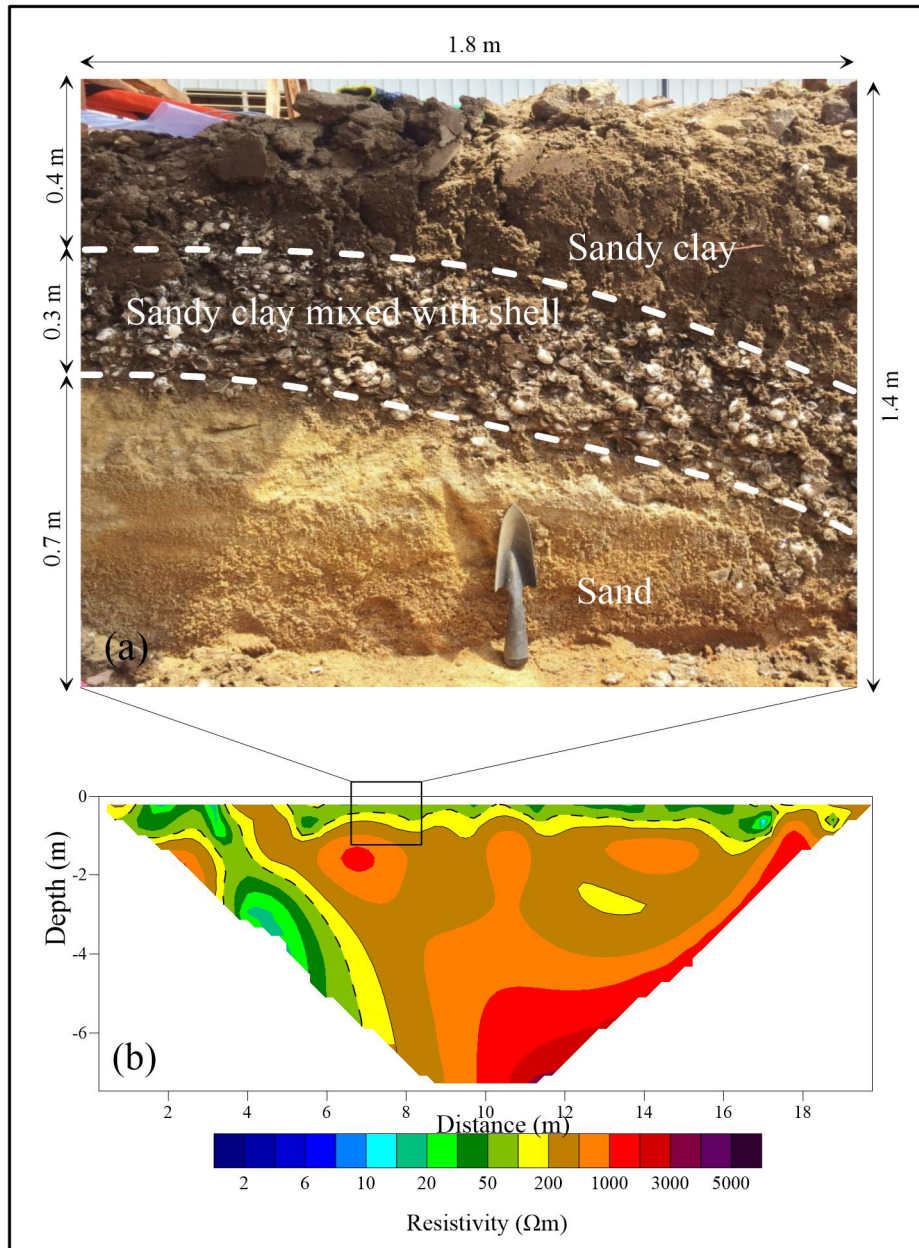 1.8 m
0.4 m
0.3 m
0.7 m
1.4 m
Sandy clay
Sandy clay mixed with shell
Sand
(a)
0
-2
-4
-6
Depth (m)
(b)
2 4 6 8 10 12 14 16 18
Distance (m)
2 6 10 20 50 200 1000 3000 5000
Resistivity (Ωm)